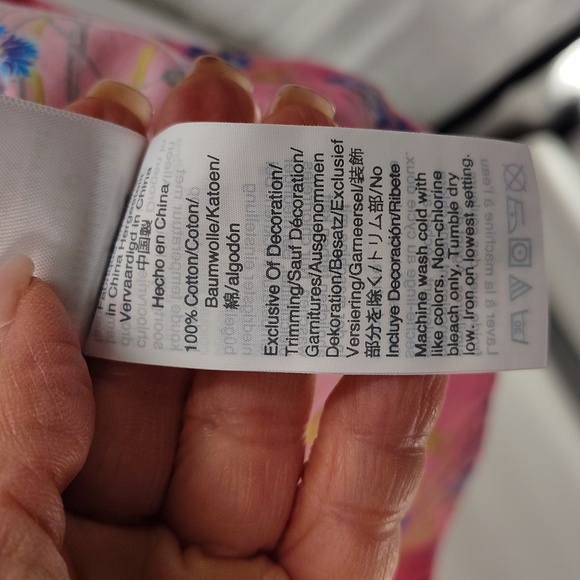 in China
Vervaardigd in China
中国製
Hecho en China
100% Cotton/Coton/
Baumwolle/Katoen/
綿/algodón
Exclusive Of Decoration/
Trimming/Sauf Décoration/
Garnitures/Ausgenommen
Dekoration/Besatz/Exclusief
Versiering/Garneersel/装飾
部分を除く/トリム部/No
Incluye Decoración/Ribete
Machine wash cold with
like colors. Non-chlorine
bleach only. Tumble dry
low. Iron on lowest setting.